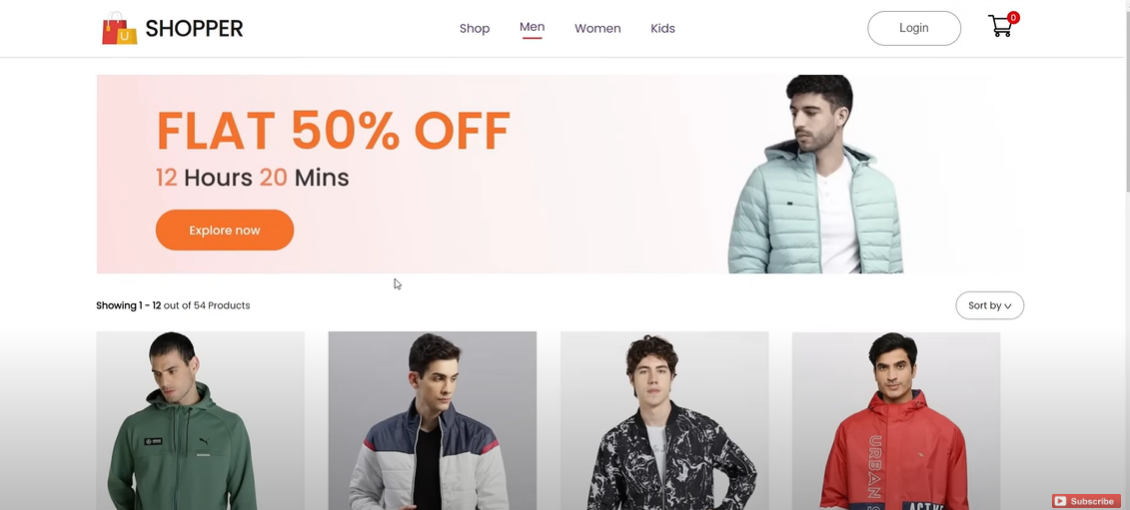 SHOPPER
Shop
Men
Women
Kids
Login
0
FLAT 50% OFF
12 Hours 20 Mins
Explore now
Showing 1 - 12 out of 54 Products
Sort by
URBAN
ACTIVE
Subscribe